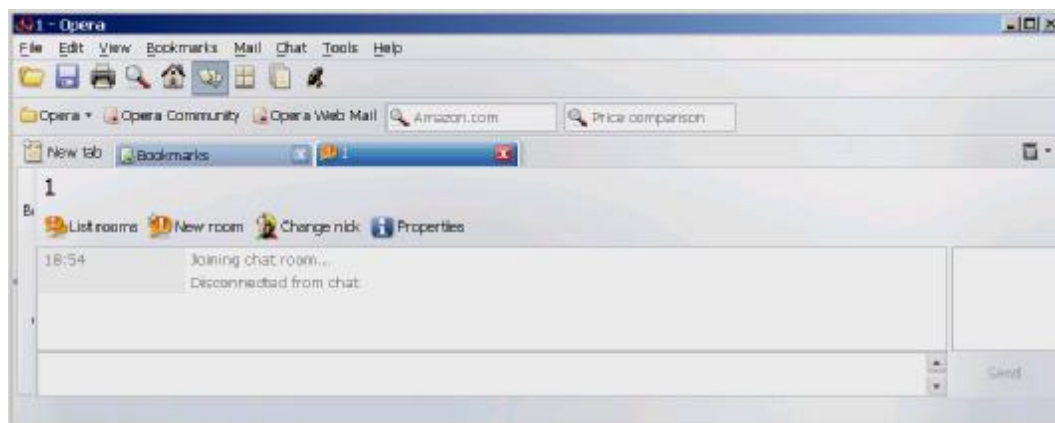 1 - Opera
File Edit View Bookmarks Mail Chat Tools Help
Opera Opera Community Opera Web Mail Amazon.com Price comparison
New tab Bookmarks 1
1
List rooms New room Change nick Properties
18:54 Joining chat room...
Disconnected from chat
Send